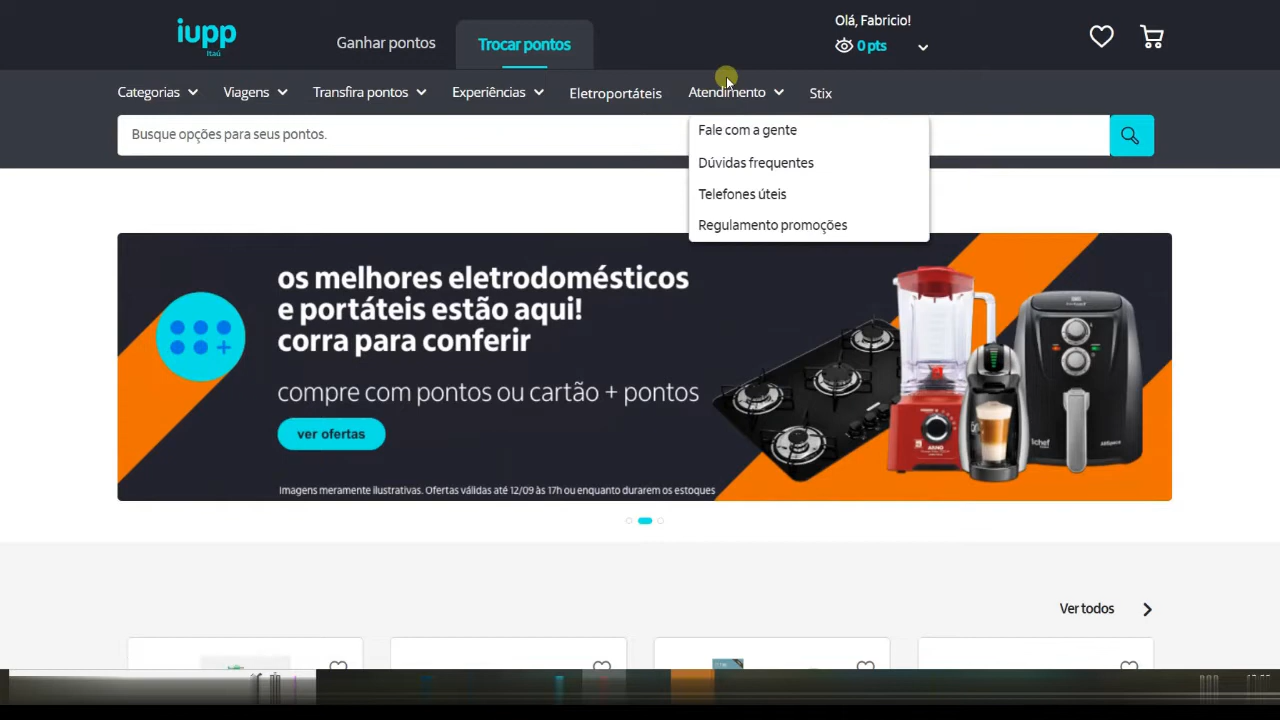 iupp
Itaú
Ganhar pontos
Trocar pontos
Olá, Fabricio!
0 pts
Categorias
Viagens
Transfira pontos
Experiências
Eletroportáteis
Atendimento
Stix
Busque opções para seus pontos.
Fale com a gente
Dúvidas frequentes
Telefones úteis
Regulamento promoções
os melhores eletrodomésticos
e portáteis estão aqui!
corra para conferir
compre com pontos ou cartão + pontos
ver ofertas
Imagens meramente ilustrativas. Ofertas válidas até 12/09 às 17h ou enquanto durarem os estoques
ARNO
Ver todos